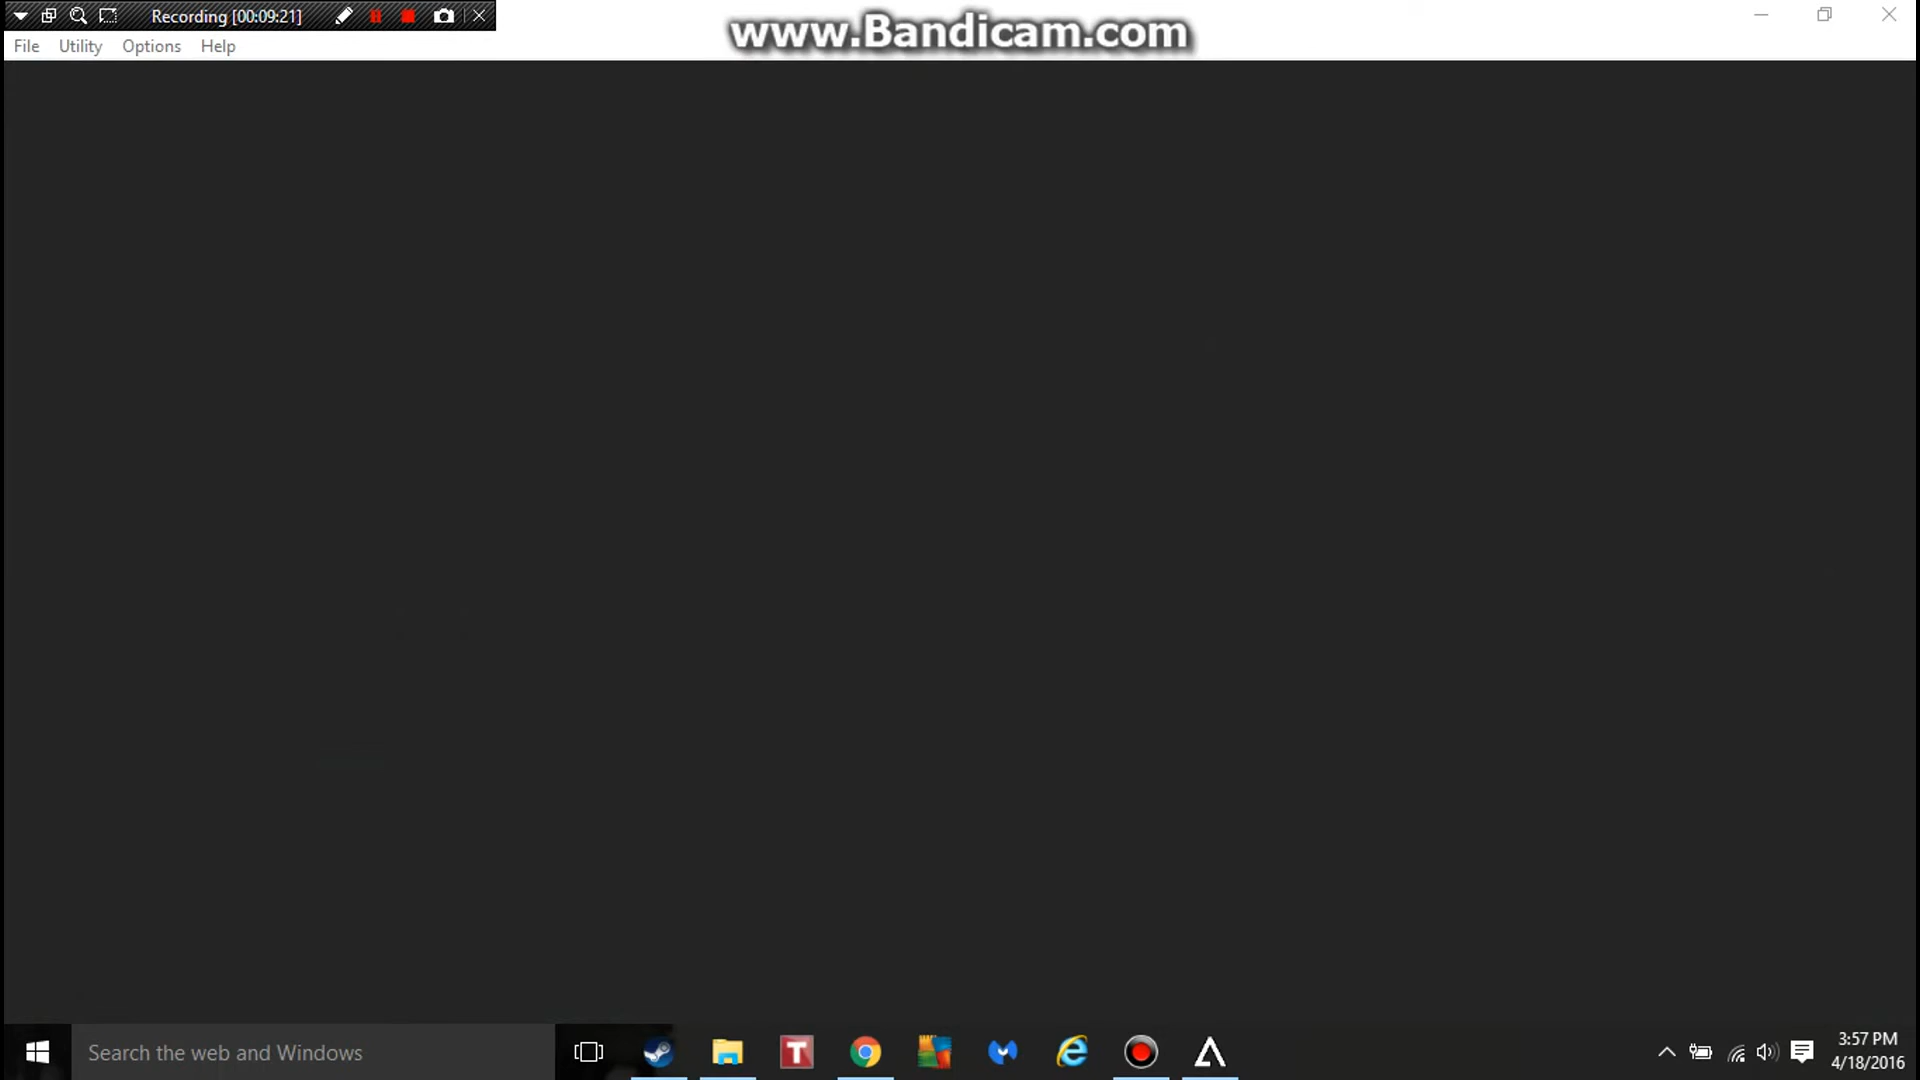 Recording [00:09:21]
www.Bandicam.com
File Utility Options Help
Search the web and Windows
T
3:57 PM
4/18/2016